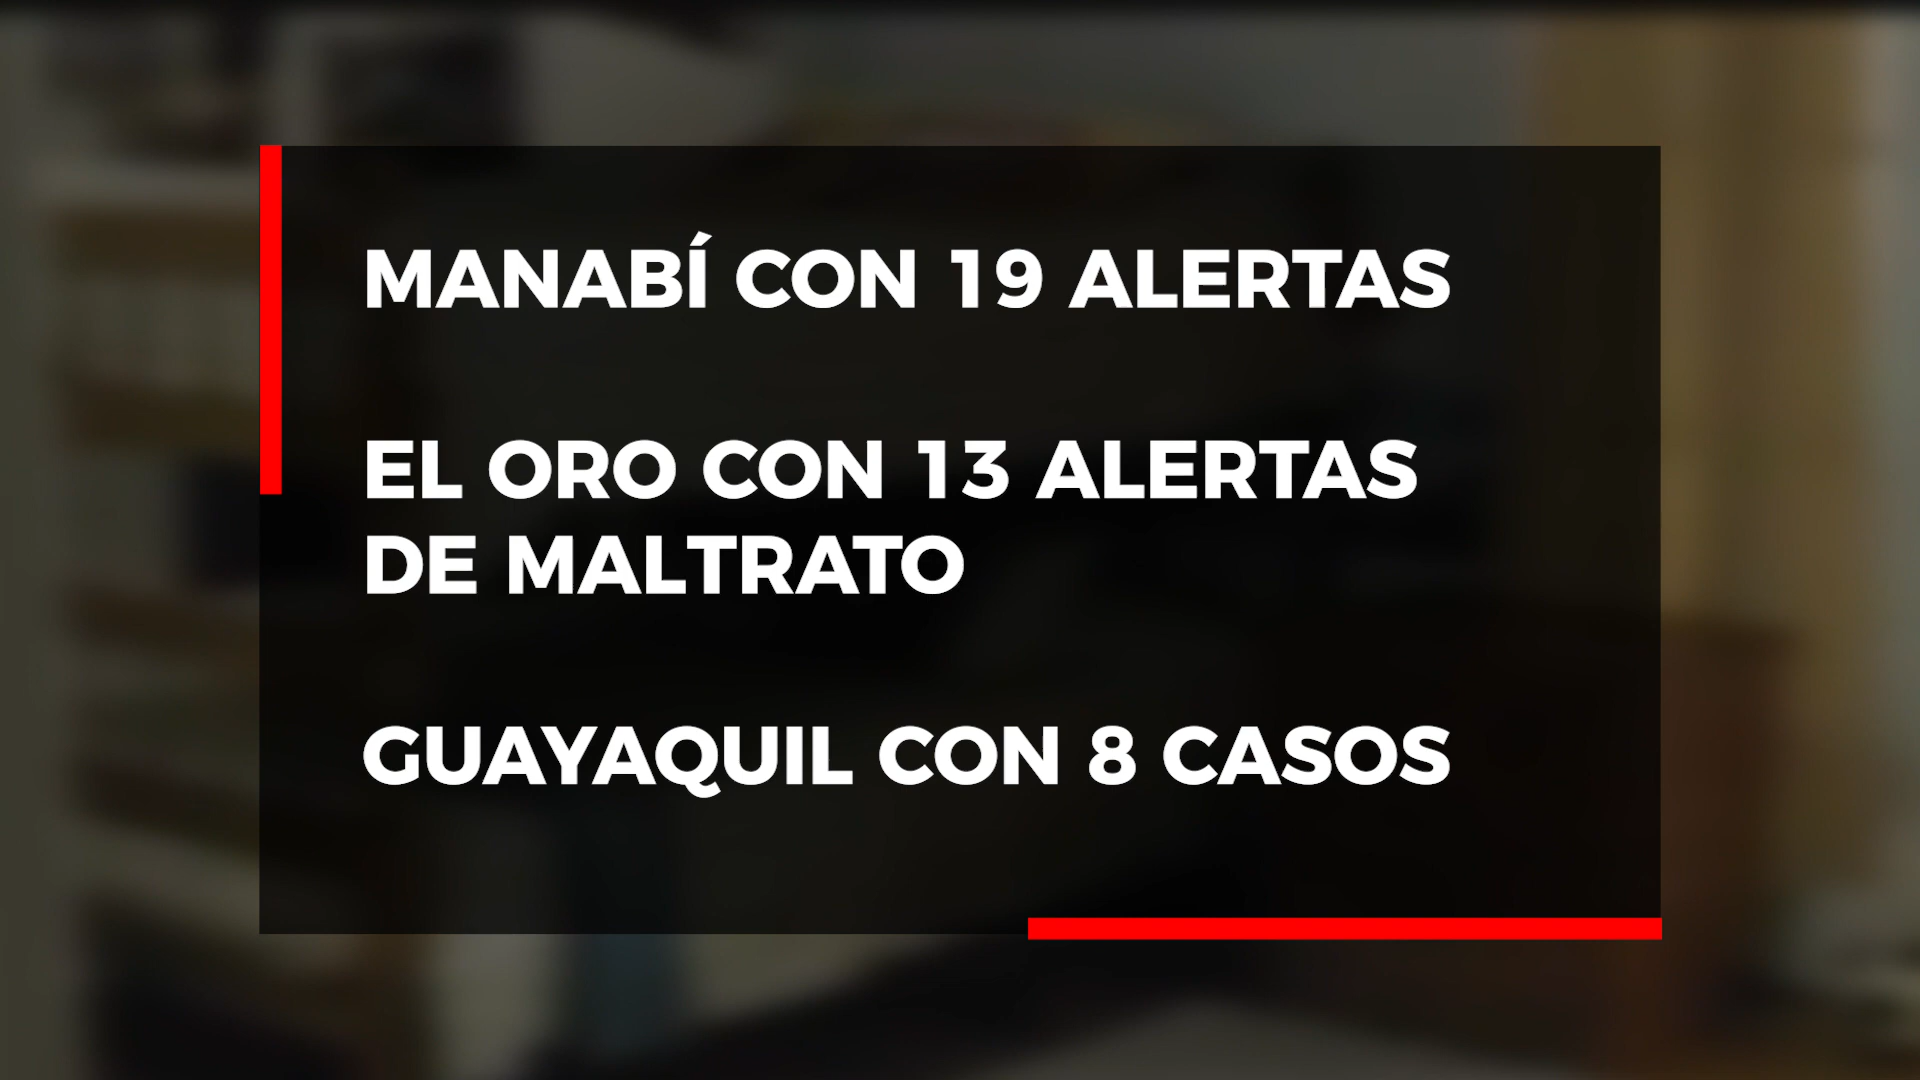 MANABÍ CON 19 ALERTAS
EL ORO CON 13 ALERTAS
DE MALTRATO
GUAYAQUIL CON 8 CASOS